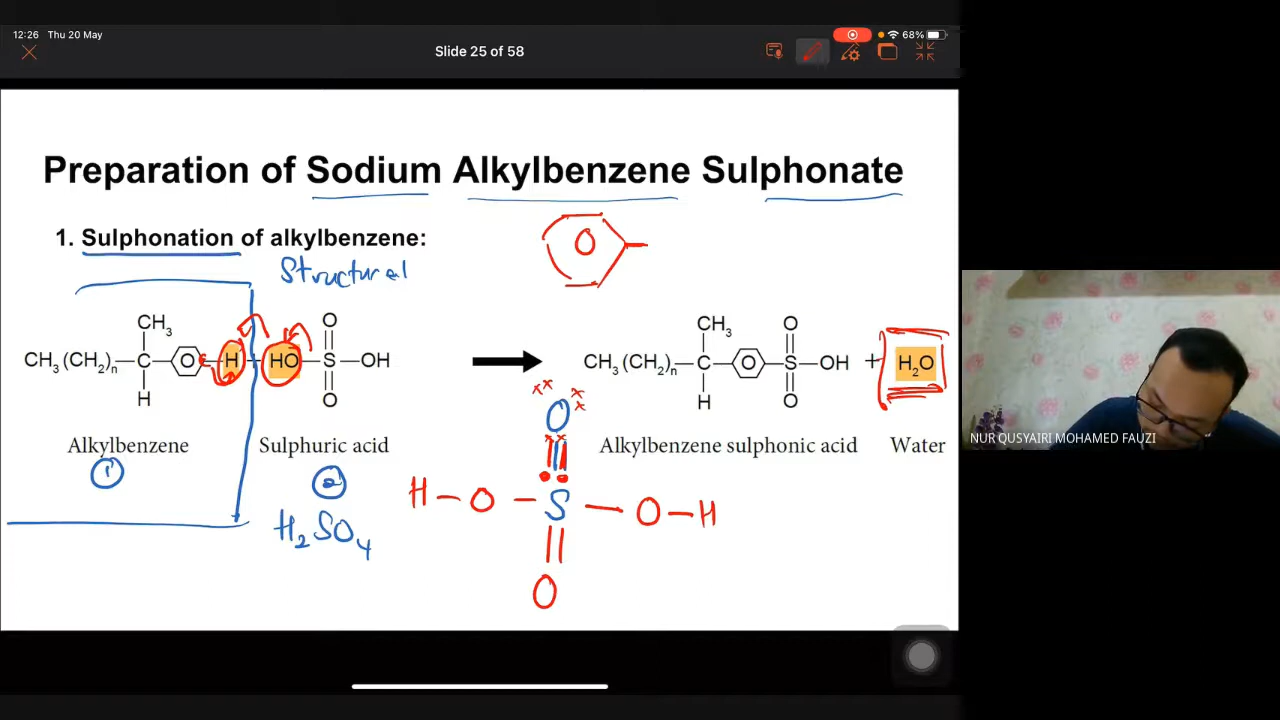 12:26 Thu 20 May
68%
Slide 25 of 58
Preparation of Sodium Alkylbenzene Sulphonate
1. Sulphonation of alkylbenzene:
Structural
CH₃ O CH₃ O
CH₃(CH₂)ₙ—C—O—H + HO—S—OH CH₃(CH₂)ₙ—C—O—S—OH + H₂O
H O H O
Alkylbenzene Sulphuric acid Alkylbenzene sulphonic acid Water
1 2
H₂SO₄
O
O
H—O—S—O—H
O
NUR QUSYAIRI MOHAMED FAUZI